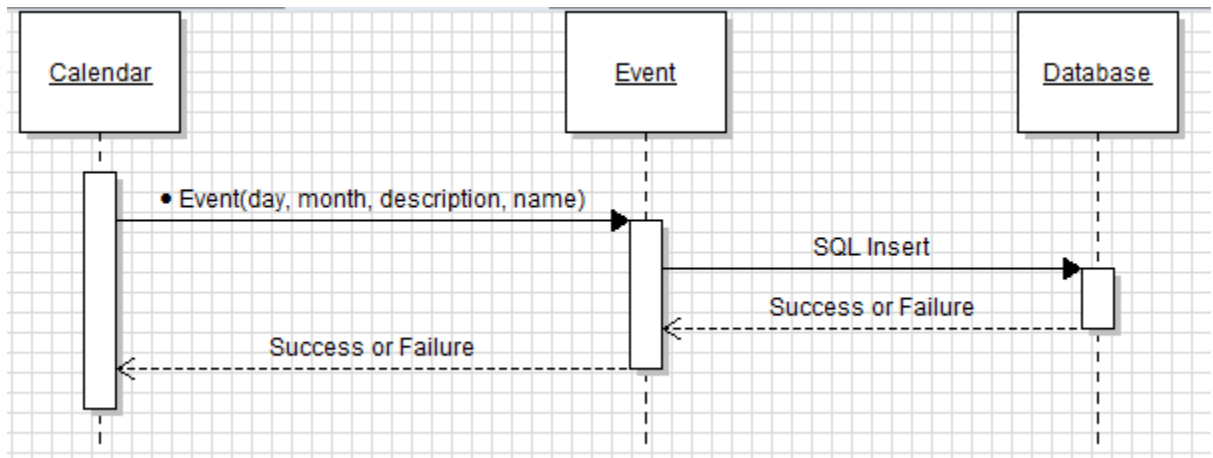 Calendar
Event
Database
• Event(day, month, description, name)
SQL Insert
Success or Failure
Success or Failure